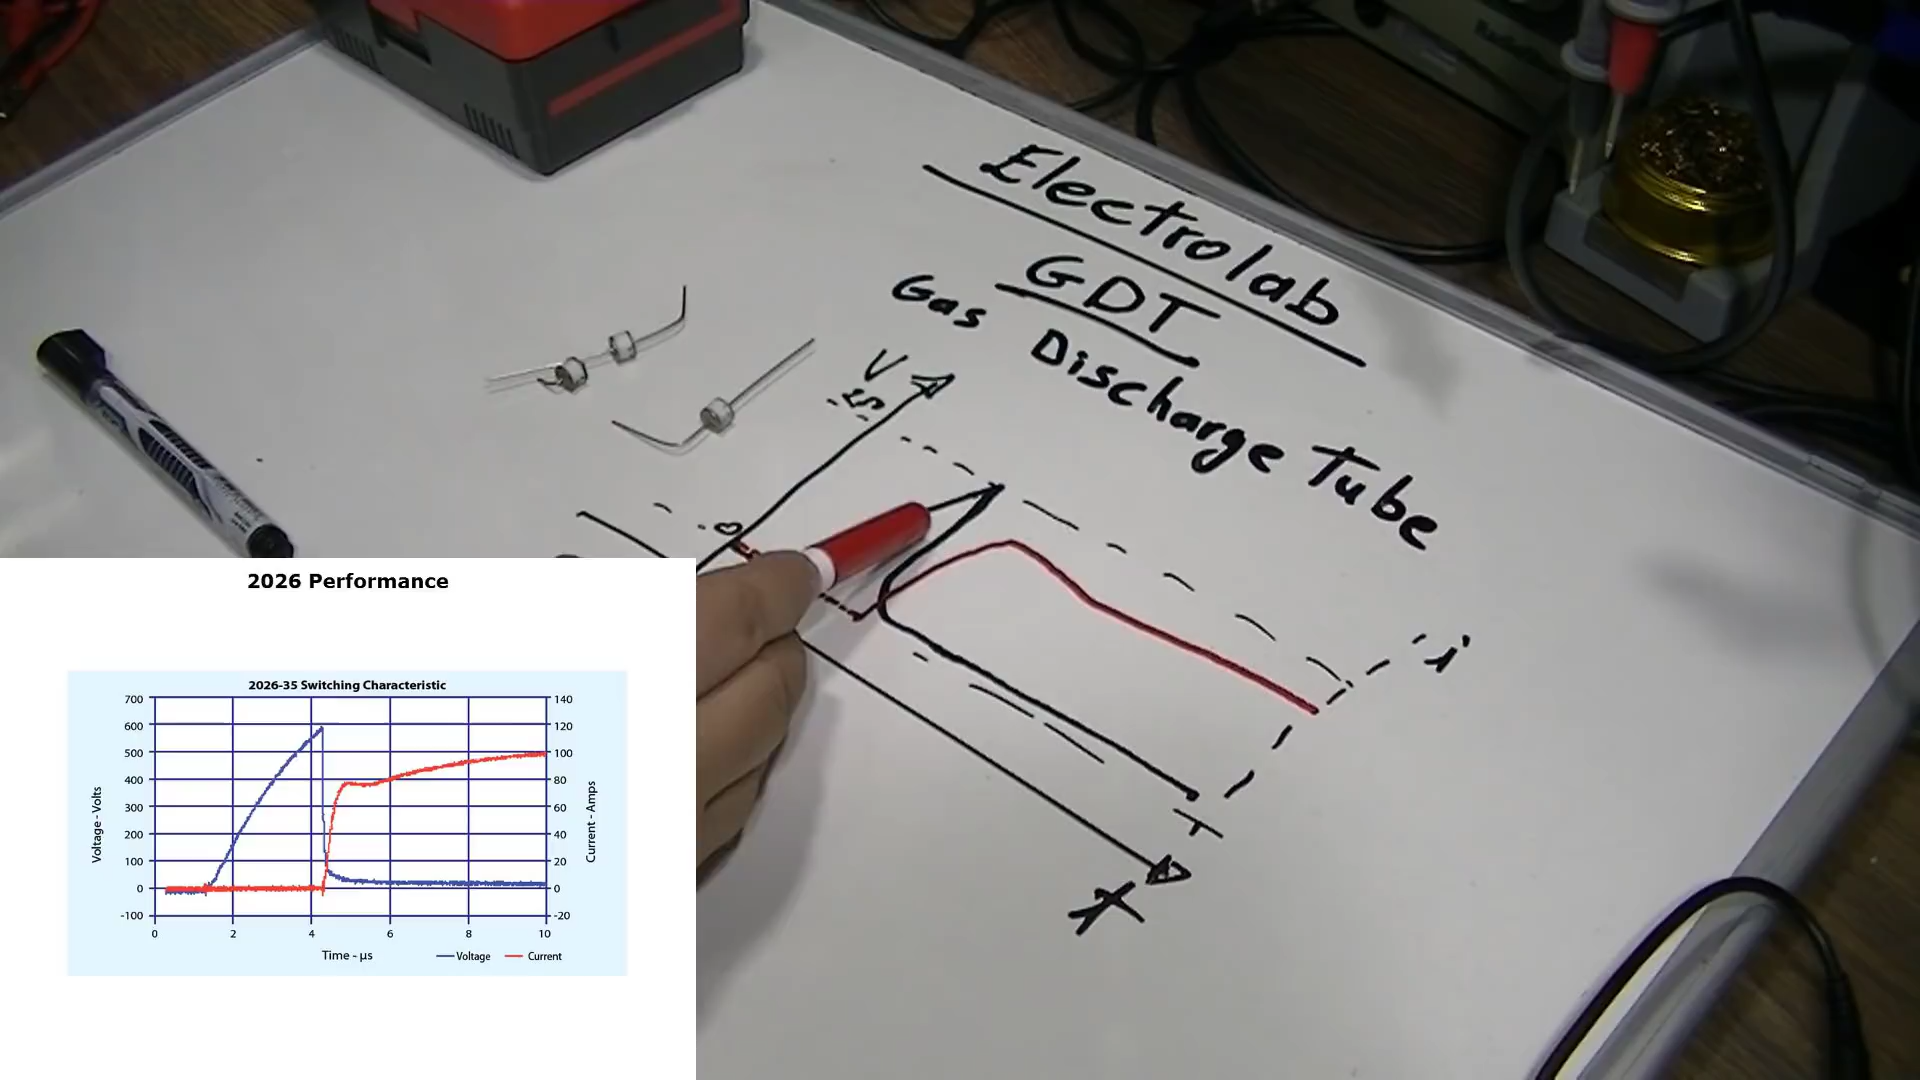 Electrolab
GDT
Gas Discharge Tube
V
i
t
2026 Performance
2026-35 Switching Characteristic
700
600
500
400
300
200
100
0
-100
140
120
100
80
60
40
20
0
-20
0 2 4 6 8 10
Voltage - Volts
Current - Amps
Time - µs
Voltage Current